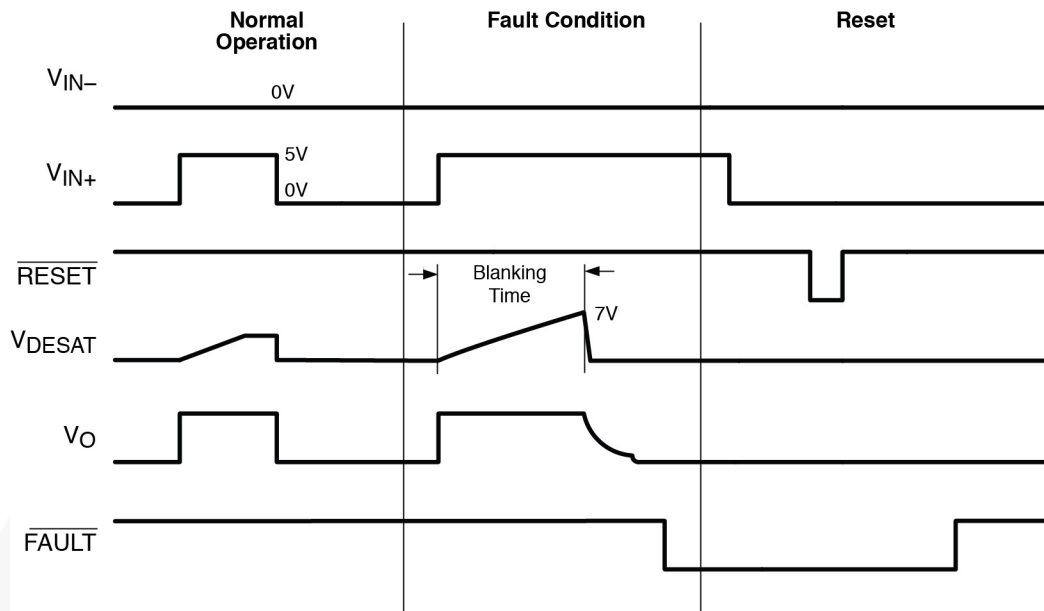 Normal
Operation
Fault Condition
Reset
VIN–
0V
VIN+
5V
0V
RESET
Blanking
Time
VDESAT
7V
VO
FAULT